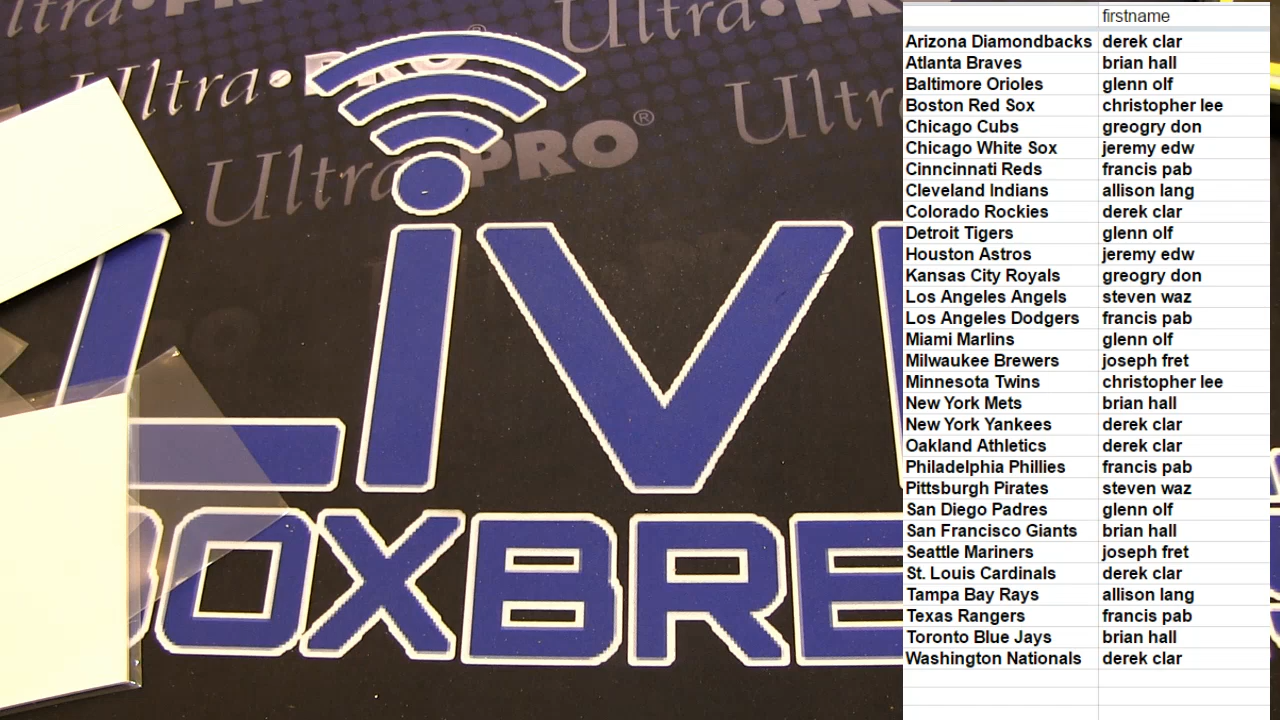 Ultra PRO
Ultra PRO
Ultra PRO
Ultra PRO®
Ultra
LiVE
BOXBRE
firstname
Arizona Diamondbacks derek clar
Atlanta Braves brian hall
Baltimore Orioles glenn olf
Boston Red Sox christopher lee
Chicago Cubs greogry don
Chicago White Sox jeremy edw
Cinncinnati Reds francis pab
Cleveland Indians allison lang
Colorado Rockies derek clar
Detroit Tigers glenn olf
Houston Astros jeremy edw
Kansas City Royals greogry don
Los Angeles Angels steven waz
Los Angeles Dodgers francis pab
Miami Marlins glenn olf
Milwaukee Brewers joseph fret
Minnesota Twins christopher lee
New York Mets brian hall
New York Yankees derek clar
Oakland Athletics derek clar
Philadelphia Phillies francis pab
Pittsburgh Pirates steven waz
San Diego Padres glenn olf
San Francisco Giants brian hall
Seattle Mariners joseph fret
St. Louis Cardinals derek clar
Tampa Bay Rays allison lang
Texas Rangers francis pab
Toronto Blue Jays brian hall
Washington Nationals derek clar